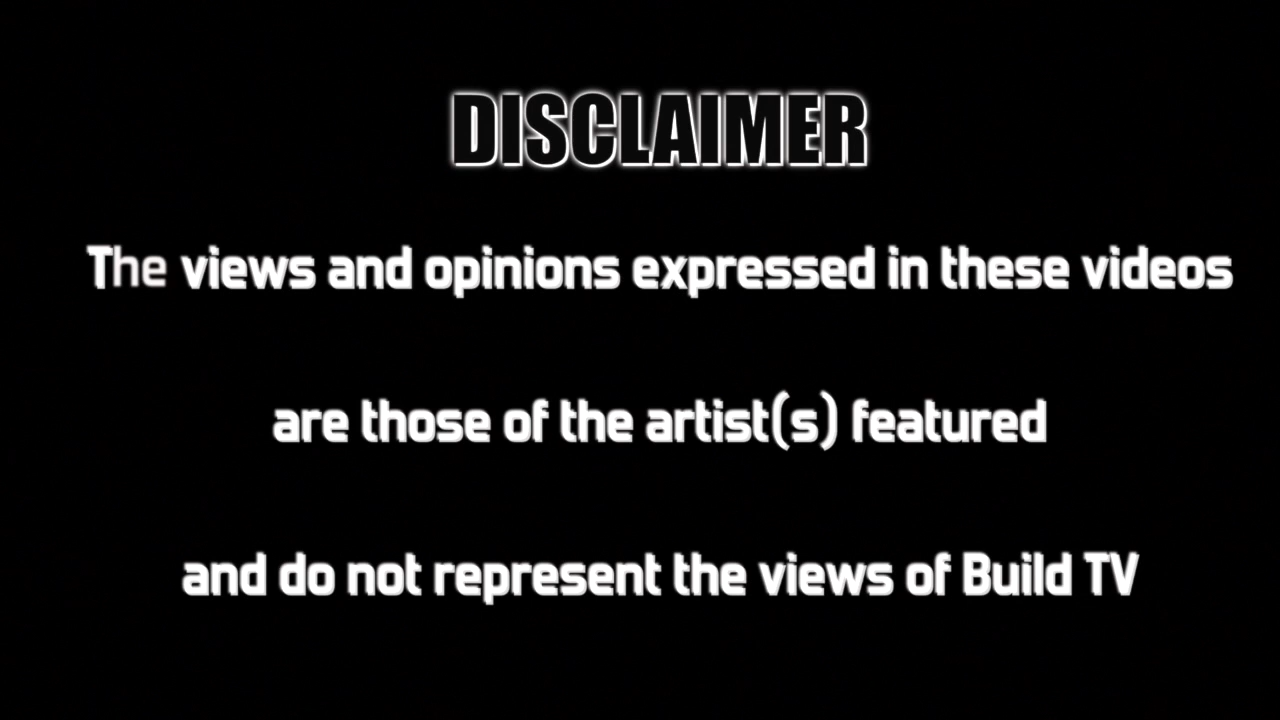 DISCLAIMER
The views and opinions expressed in these videos
are those of the artist(s) featured
and do not represent the views of Build TV